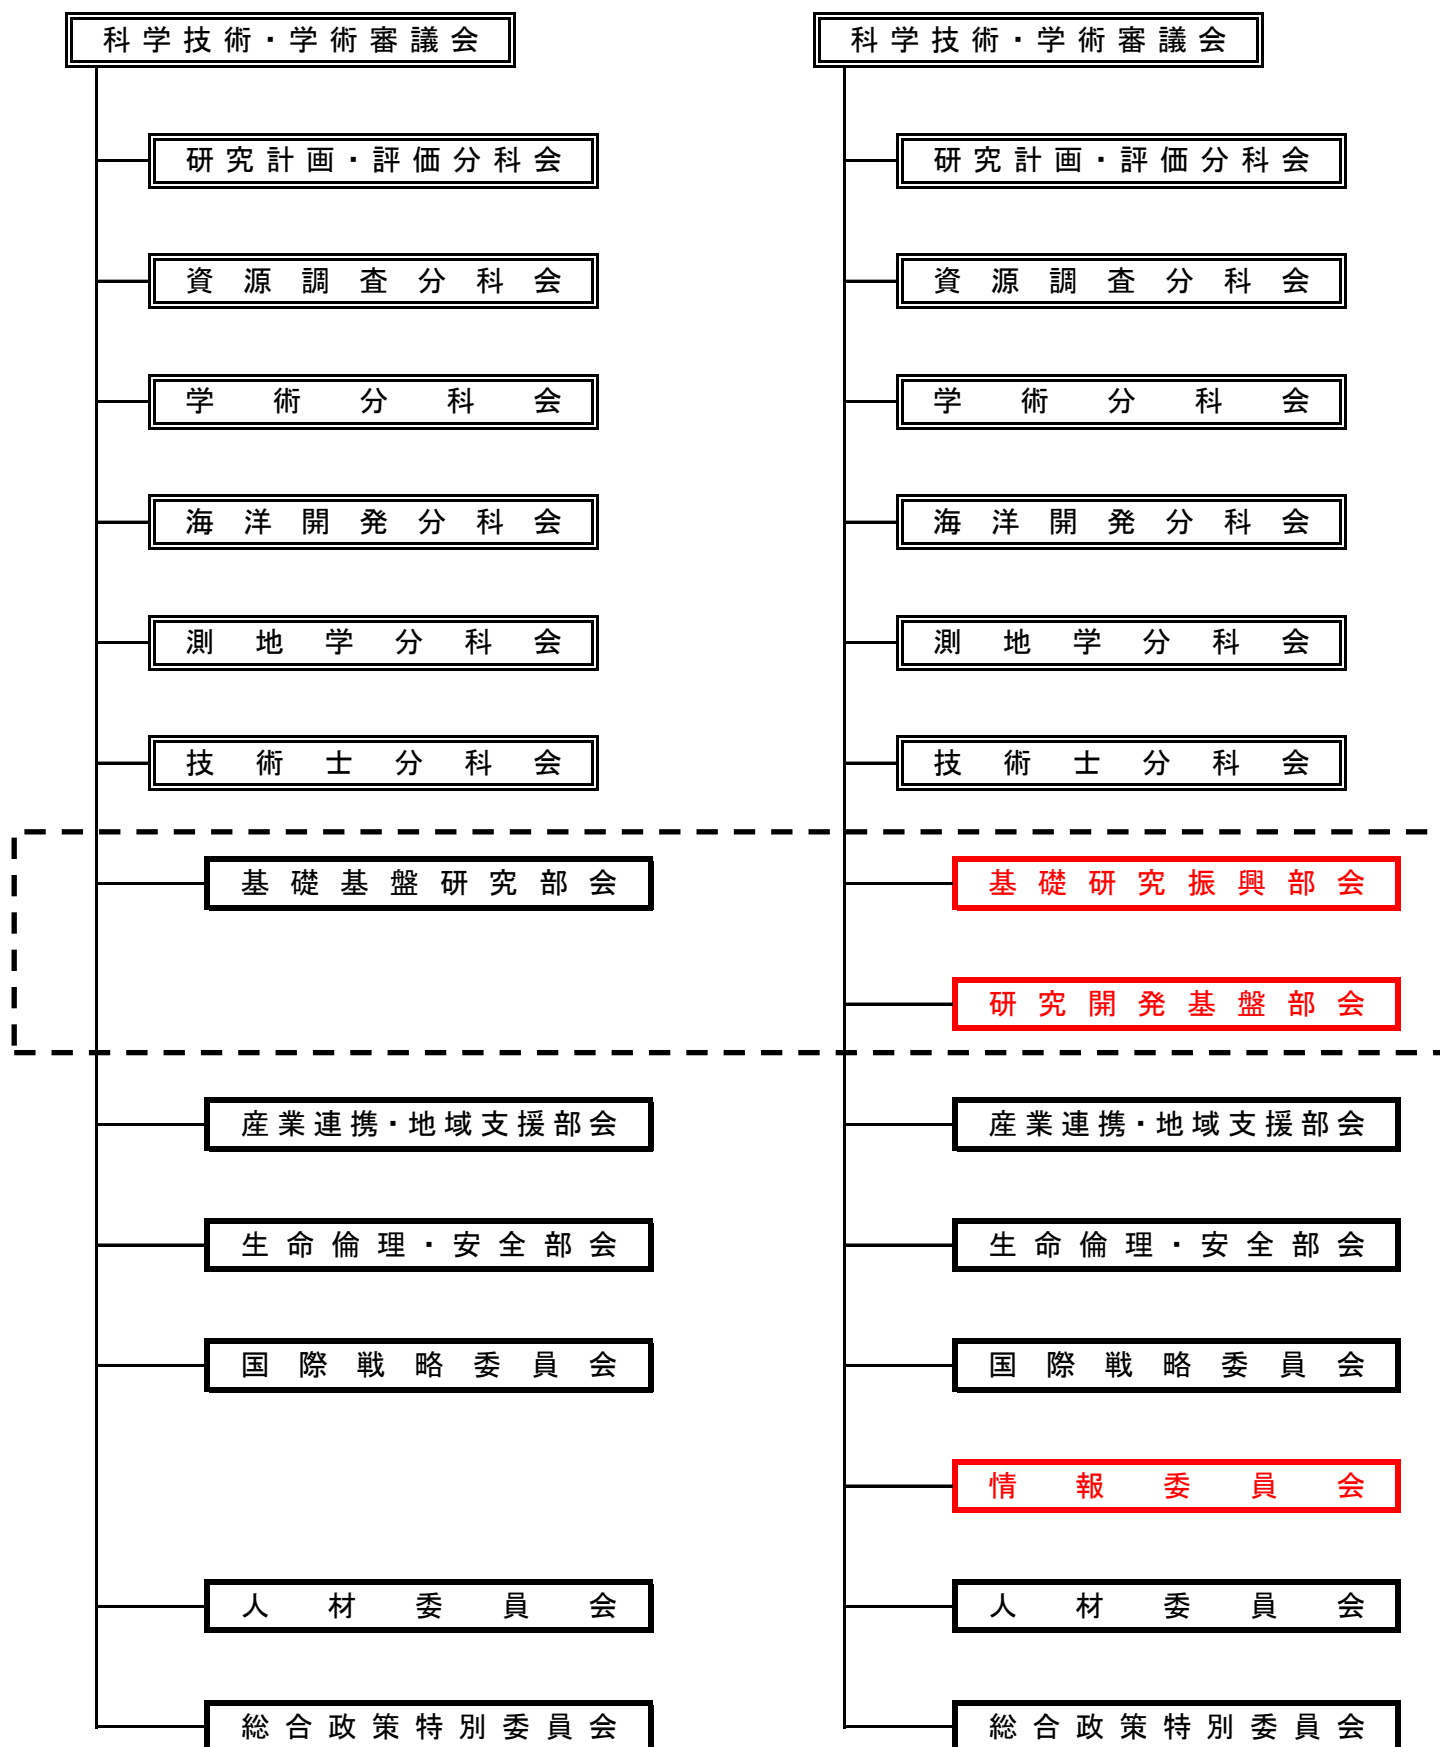 科学技術・学術審議会
研究計画・評価分科会
資源調査分科会
学術分科会
海洋開発分科会
測地学分科会
技術士分科会
基礎基盤研究部会
産業連携・地域支援部会
生命倫理・安全部会
国際戦略委員会
人材委員会
総合政策特別委員会
科学技術・学術審議会
研究計画・評価分科会
資源調査分科会
学術分科会
海洋開発分科会
測地学分科会
技術士分科会
基礎研究振興部会
研究開発基盤部会
産業連携・地域支援部会
生命倫理・安全部会
国際戦略委員会
情報委員会
人材委員会
総合政策特別委員会